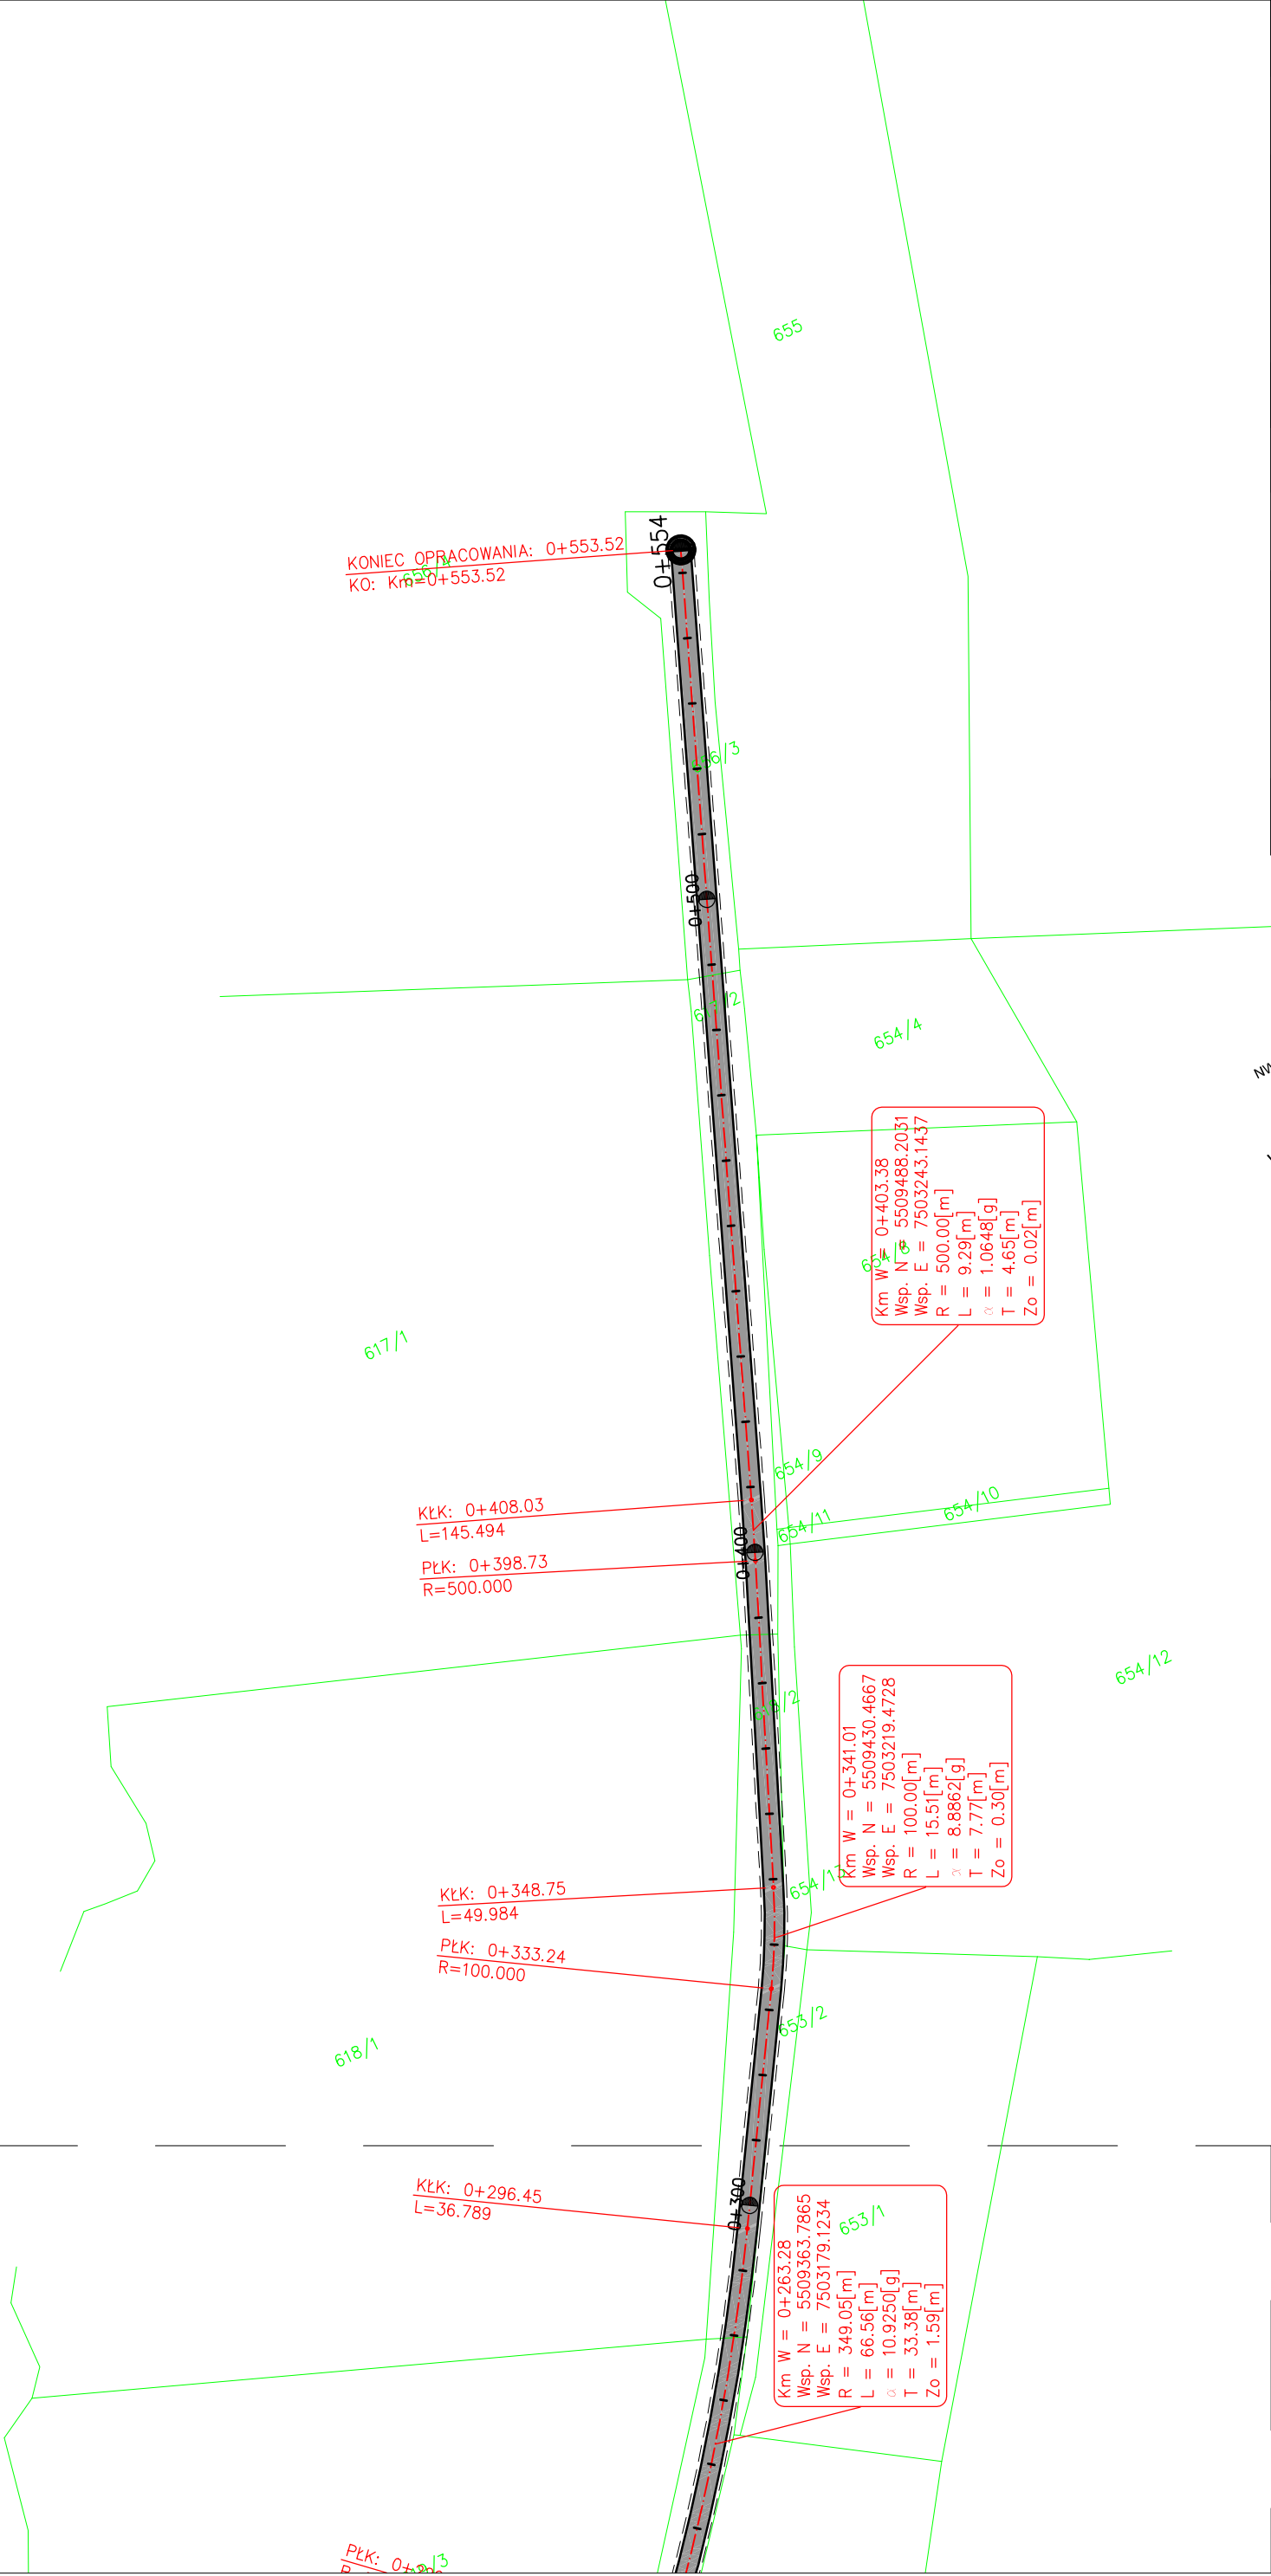 655
0+554
KONIEC OPRACOWANIA: 0+553.52
KO: Km=0+553.52
656/4
656/3
0+500
654/4
Km W = 0+403.38
Wsp. N = 5509488.2031
Wsp. E = 7503243.1437
R = 500.00[m]
L = 9.29[m]
α = 1.0648[g]
T = 4.65[m]
Zo = 0.02[m]
617/1
654/9
654/10
654/11
KŁK: 0+408.03
L=145.494
0+400
PŁK: 0+398.73
R=500.000
654/12
Km W = 0+341.01
Wsp. N = 5509430.4667
Wsp. E = 7503219.4728
R = 100.00[m]
L = 15.51[m]
α = 8.8862[g]
T = 7.77[m]
Zo = 0.30[m]
KŁK: 0+348.75
L=49.984
PŁK: 0+333.24
R=100.000
653/2
618/1
KŁK: 0+296.45
L=36.789
0+300
653/1
Km W = 0+263.28
Wsp. N = 5509363.7865
Wsp. E = 7503179.1234
R = 349.05[m]
L = 66.56[m]
α = 10.9250[g]
T = 33.38[m]
Zo = 1.59[m]
PŁK: